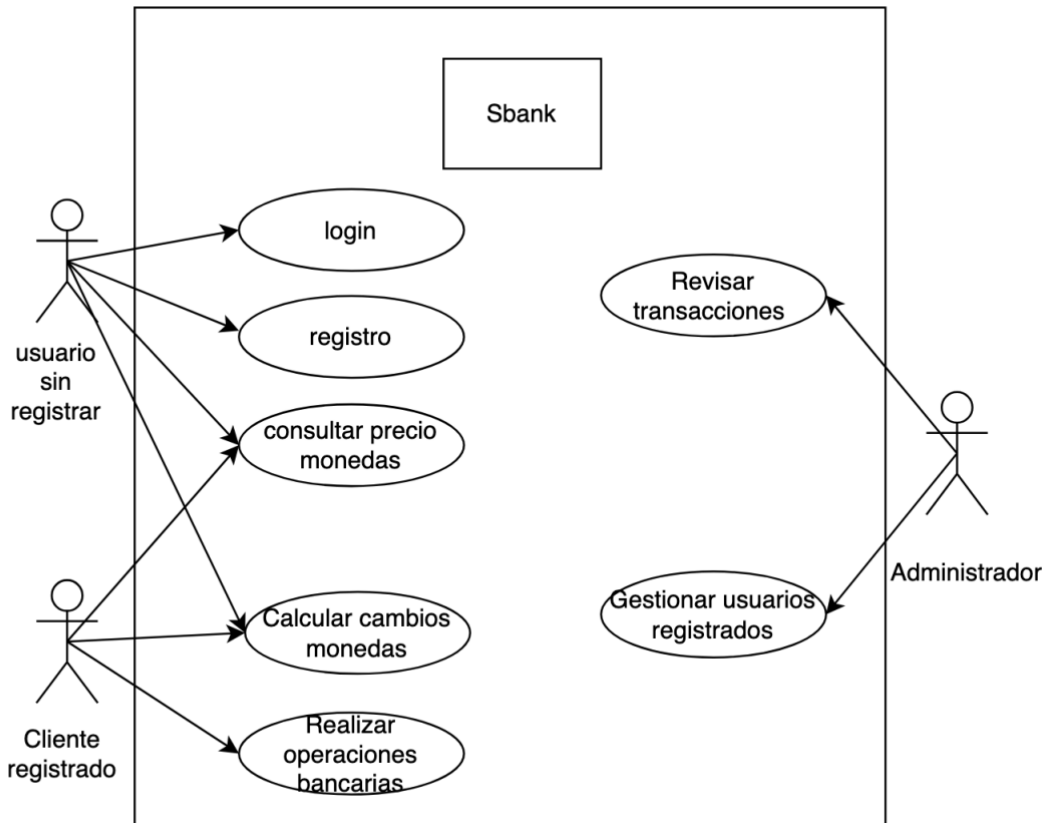 Sbank
login
registro
consultar precio
monedas
Calcular cambios
monedas
Realizar
operaciones
bancarias
Revisar
transacciones
Gestionar usuarios
registrados
usuario
sin
registrar
Cliente
registrado
Administrador